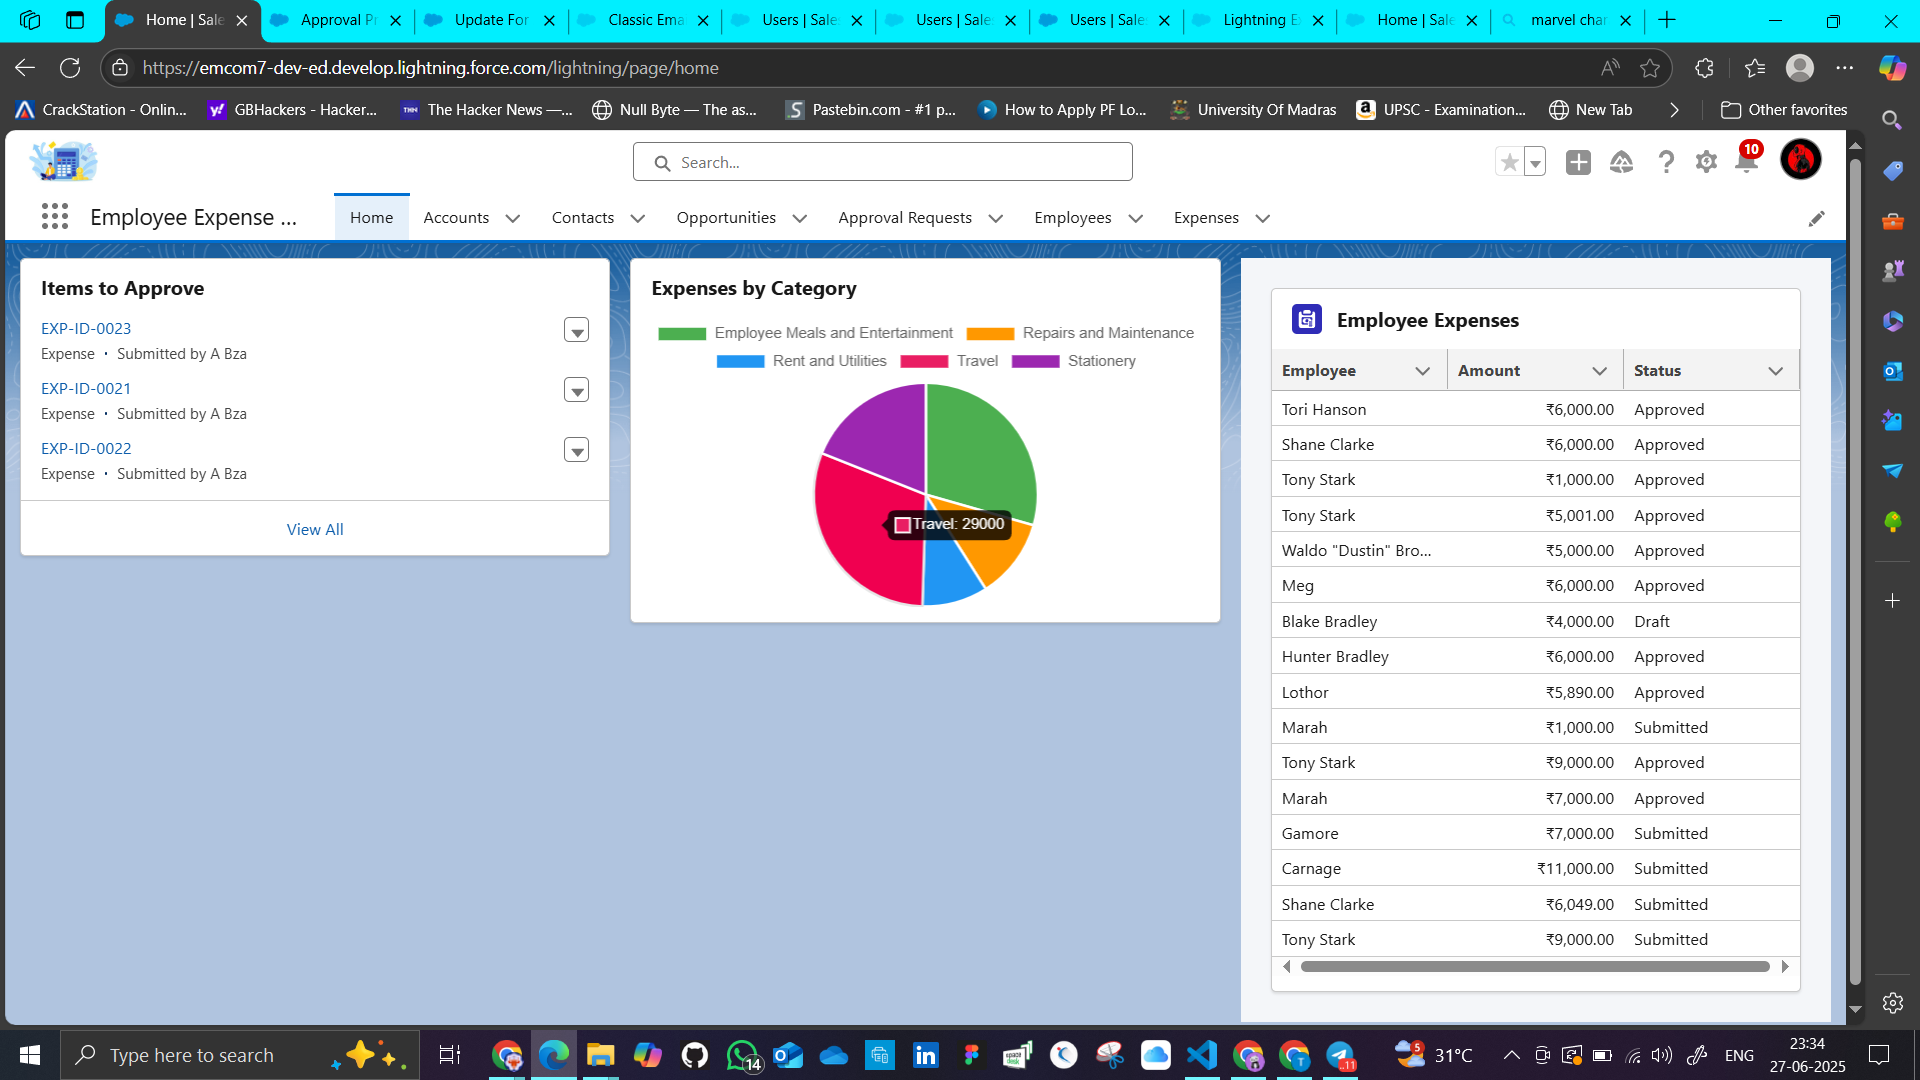 Home | Sale
Approval Pr
Update For
Classic Ema
Users | Sale
Users | Sale
Users | Sale
Lightning E
Home | Sale
marvel char
https://emcom7-dev-ed.develop.lightning.force.com/lightning/page/home
CrackStation - Onlin...
GBHackers - Hacker...
The Hacker News —...
Null Byte — The as...
Pastebin.com - #1 p...
How to Apply PF Lo...
University Of Madras
UPSC - Examination...
New Tab
Other favorites
Search...
10
Employee Expense ...
Home
Accounts
Contacts
Opportunities
Approval Requests
Employees
Expenses
Items to Approve
EXP-ID-0023
Expense • Submitted by A Bza
EXP-ID-0021
Expense • Submitted by A Bza
EXP-ID-0022
Expense • Submitted by A Bza
View All
Expenses by Category
Employee Meals and Entertainment Repairs and Maintenance
Rent and Utilities Travel Stationery
Travel: 29000
Employee Expenses
Employee Amount Status
Tori Hanson ₹6,000.00 Approved
Shane Clarke ₹6,000.00 Approved
Tony Stark ₹1,000.00 Approved
Tony Stark ₹5,001.00 Approved
Waldo "Dustin" Bro... ₹5,000.00 Approved
Meg ₹6,000.00 Approved
Blake Bradley ₹4,000.00 Draft
Hunter Bradley ₹6,000.00 Approved
Lothor ₹5,890.00 Approved
Marah ₹1,000.00 Submitted
Tony Stark ₹9,000.00 Approved
Marah ₹7,000.00 Approved
Gamore ₹7,000.00 Submitted
Carnage ₹11,000.00 Submitted
Shane Clarke ₹6,049.00 Submitted
Tony Stark ₹9,000.00 Submitted
Type here to search
14
31°C
ENG
23:34
27-06-2025